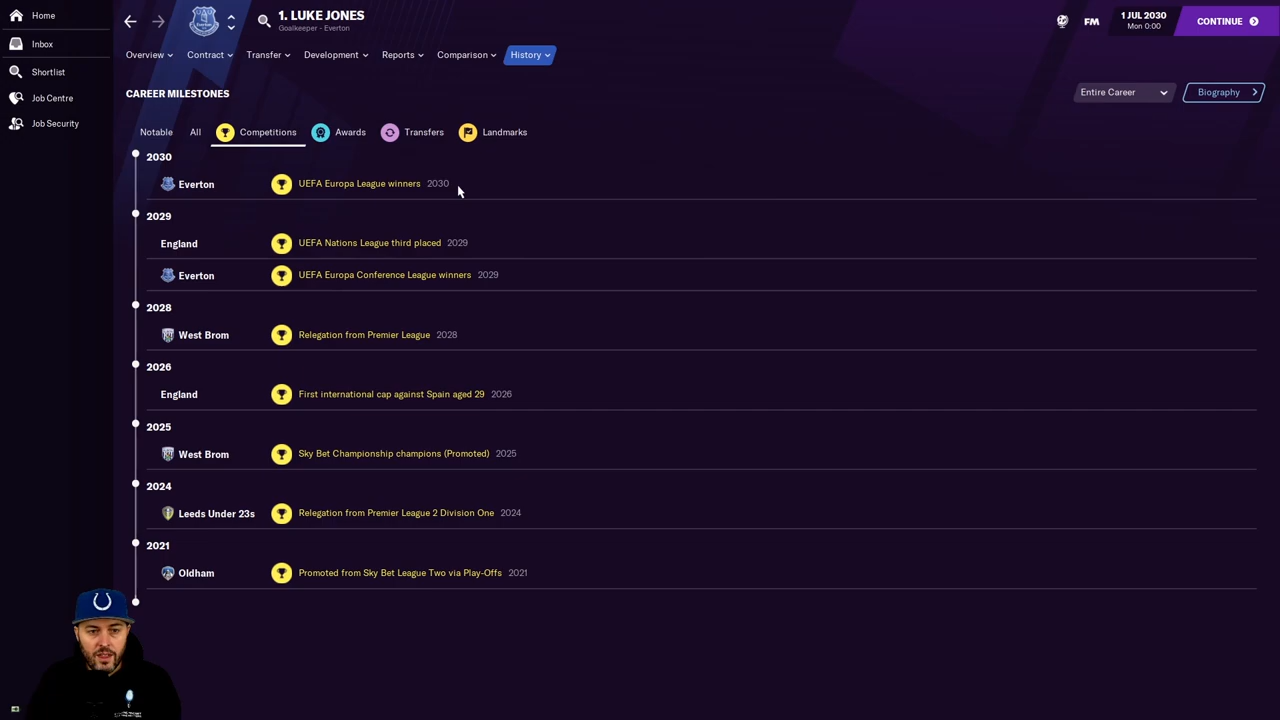 Home
Inbox
Shortlist
Job Centre
Job Security
1. LUKE JONES
Goalkeeper - Everton
FM
1 JUL 2030
Mon 0:00
CONTINUE
Overview
Contract
Transfer
Development
Reports
Comparison
History
CAREER MILESTONES
Entire Career
Biography
Notable
All
Competitions
Awards
Transfers
Landmarks
2030
Everton UEFA Europa League winners 2030
2029
England UEFA Nations League third placed 2029
Everton UEFA Europa Conference League winners 2029
2028
West Brom Relegation from Premier League 2028
2026
England First international cap against Spain aged 29 2026
2025
West Brom Sky Bet Championship champions (Promoted) 2025
2024
Leeds Under 23s Relegation from Premier League 2 Division One 2024
2021
Oldham Promoted from Sky Bet League Two via Play-Offs 2021